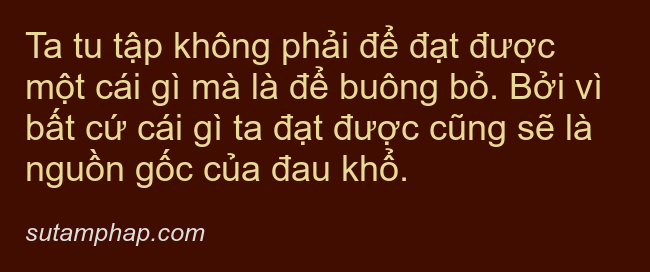 Ta tu tập không phải để đạt được
một cái gì mà là để buông bỏ. Bởi vì
bất cứ cái gì ta đạt được cũng sẽ là
nguồn gốc của đau khổ.
sutamphap.com